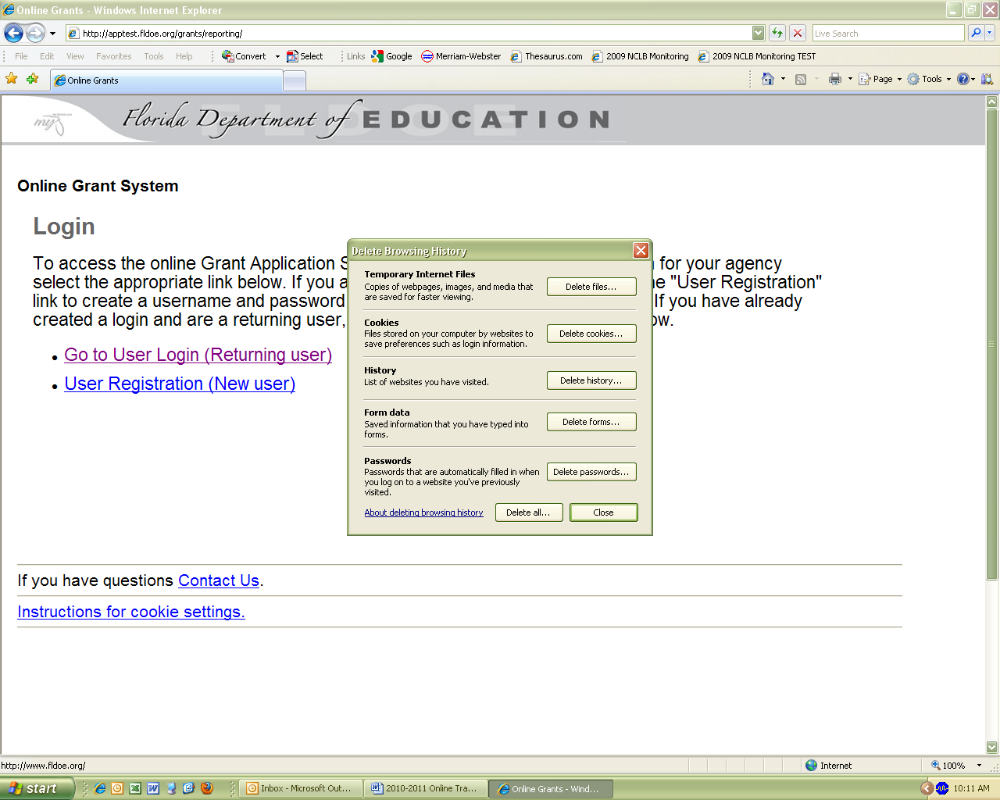 Online Grants - Windows Internet Explorer
http://apptest.fldoe.org/grants/reporting/
Live Search
File Edit View Favorites Tools Help
Convert Select
Links Google Merriam-Webster Thesaurus.com 2009 NCLB Monitoring 2009 NCLB Monitoring TEST
Online Grants
Page Tools
Florida Department of EDUCATION
Online Grant System
Login
To access the online Grant Application S
for your agency
select the appropriate link below. If you a
e "User Registration"
link to create a username and password
If you have already
created a login and are a returning user,
ow.
Go to User Login (Returning user)
User Registration (New user)
Delete Browsing History
Temporary Internet Files
Copies of webpages, images, and media that
are saved for faster viewing.
Delete files...
Cookies
Files stored on your computer by websites to
save preferences such as login information.
Delete cookies...
History
List of websites you have visited.
Delete history...
Form data
Saved information that you have typed into
forms.
Delete forms...
Passwords
Passwords that are automatically filled in when
you log on to a website you've previously
visited.
Delete passwords...
About deleting browsing history
Delete all...
Close
If you have questions Contact Us.
Instructions for cookie settings.
http://www.fldoe.org/
Internet
100%
start
Inbox - Microsoft Out...
2010-2011 Online Tra...
Online Grants - Wind...
10:11 AM